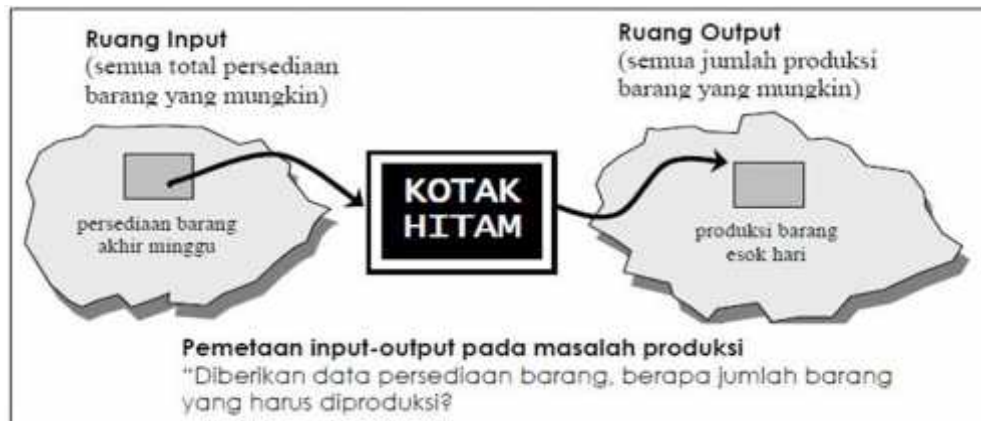 Ruang Input
(semua total persediaan
barang yang mungkin)
Ruang Output
(semua jumlah produksi
barang yang mungkin)
persediaan barang
akhir minggu
KOTAK
HITAM
produksi barang
esok hari
Pemetaan input-output pada masalah produksi
“Diberikan data persediaan barang, berapa jumlah barang
yang harus diproduksi?